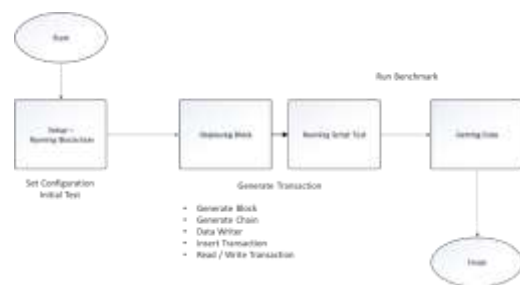 Start
Run Benchmark
Setup –
Running Blockchain
Deploying Block
Running Script Test
Getting Data
Set Configuration
Initial Test
Generate Transaction
• Generate Block
• Generate Chain
• Data Writer
• Insert Transaction
• Read / Write Transaction
Finish